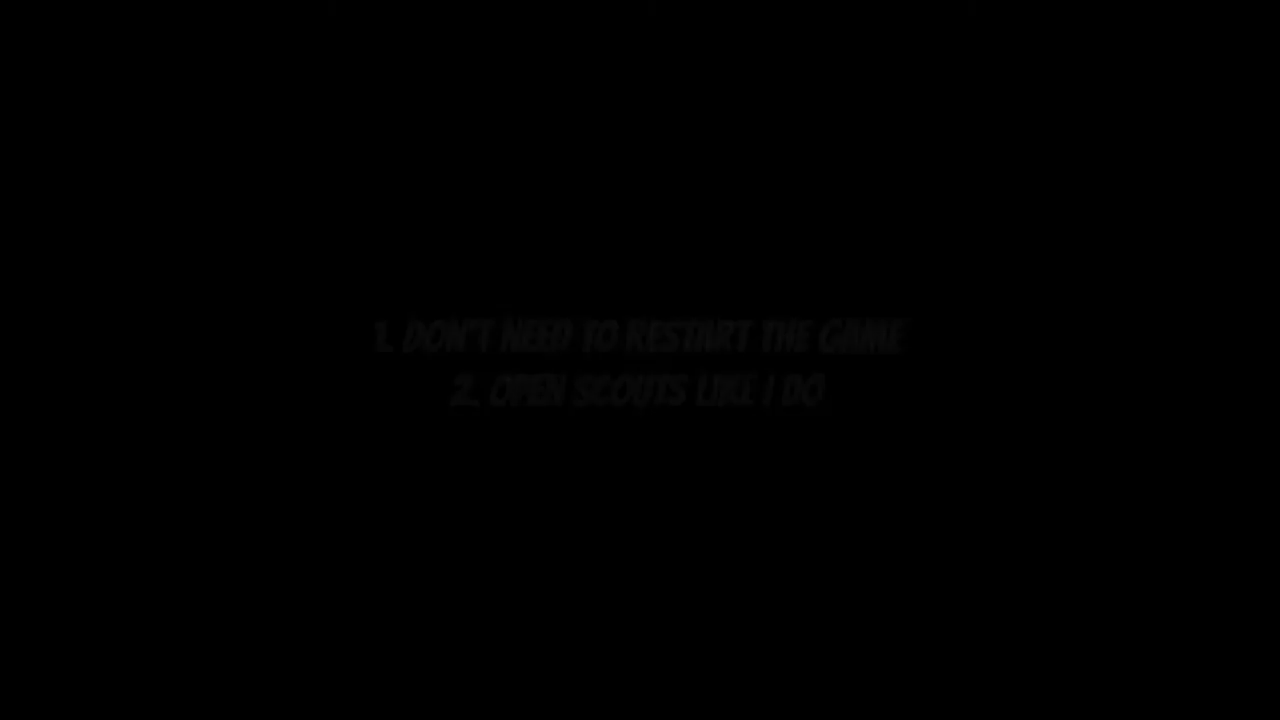 1. DON'T NEED TO RESTART THE GAME
2. OPEN SCOUTS LIKE I DO